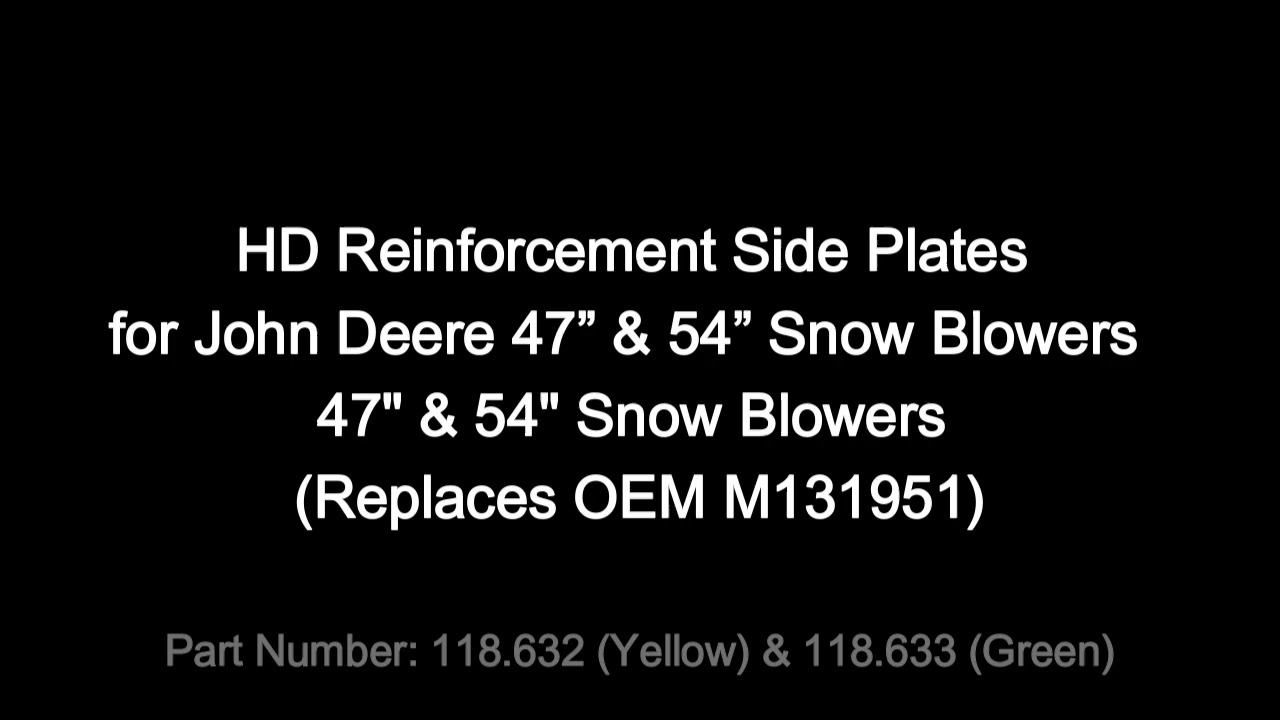 HD Reinforcement Side Plates
for John Deere 47” & 54” Snow Blowers
47" & 54" Snow Blowers
(Replaces OEM M131951)
Part Number: 118.632 (Yellow) & 118.633 (Green)